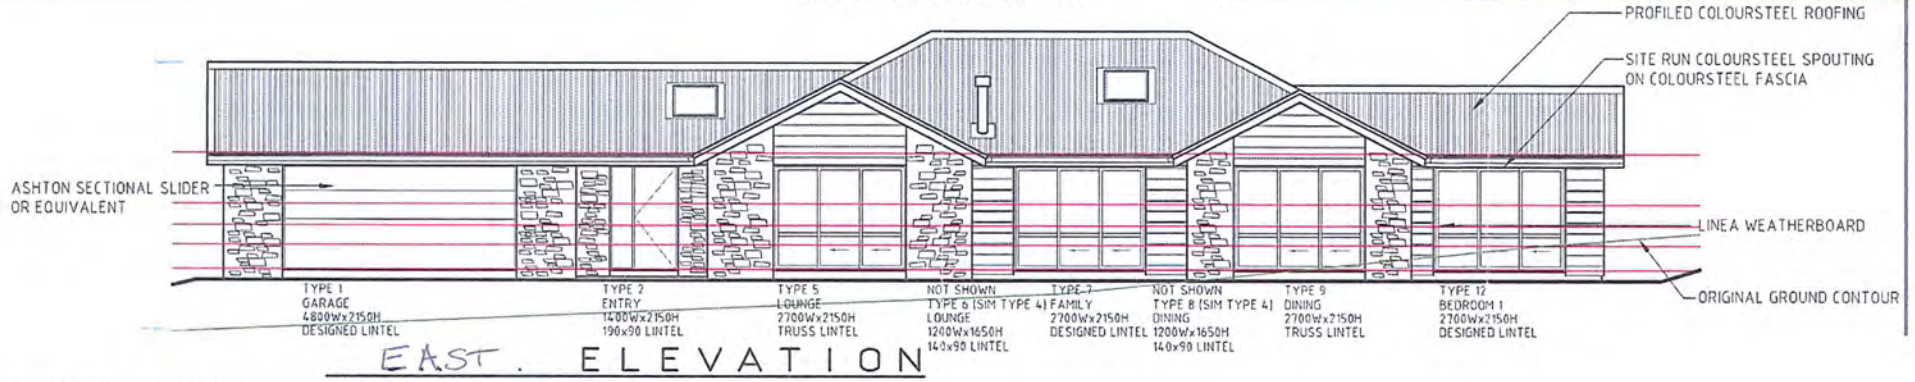 PROFILED COLOURSTEEL ROOFING
SITE RUN COLOURSTEEL SPOUTING
ON COLOURSTEEL FASCIA
ASHTON SECTIONAL SLIDER
OR EQUIVALENT
LINEA WEATHERBOARD
ORIGINAL GROUND CONTOUR
TYPE 1
GARAGE
4800Wx2150H
DESIGNED LINTEL
TYPE 2
ENTRY
1400Wx2150H
190x90 LINTEL
TYPE 5
LOUNGE
2700Wx2150H
TRUSS LINTEL
NOT SHOWN
TYPE 6 (SIM TYPE 4)
LOUNGE
1200Wx1650H
140x90 LINTEL
TYPE 7
FAMILY
2700Wx2150H
DESIGNED LINTEL
NOT SHOWN
TYPE 8 (SIM TYPE 4)
DINING
1200Wx1650H
140x90 LINTEL
TYPE 9
DINING
2700Wx2150H
TRUSS LINTEL
TYPE 12
BEDROOM 1
2700Wx2150H
DESIGNED LINTEL
EAST. ELEVATION